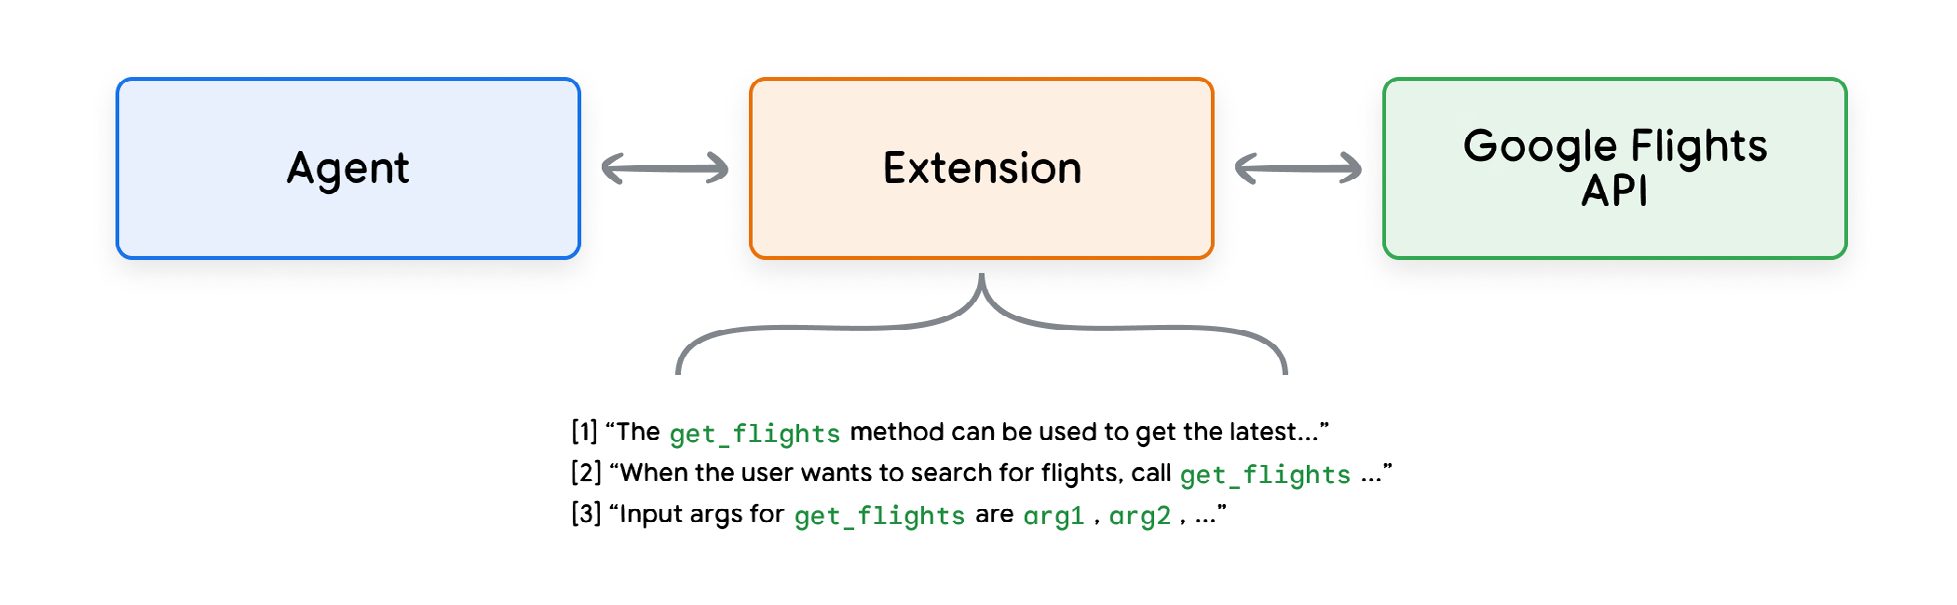 Agent
Extension
Google Flights
API
[1] “The get_flights method can be used to get the latest...”
[2] “When the user wants to search for flights, call get_flights ...”
[3] “Input args for get_flights are arg1 , arg2 , ...”